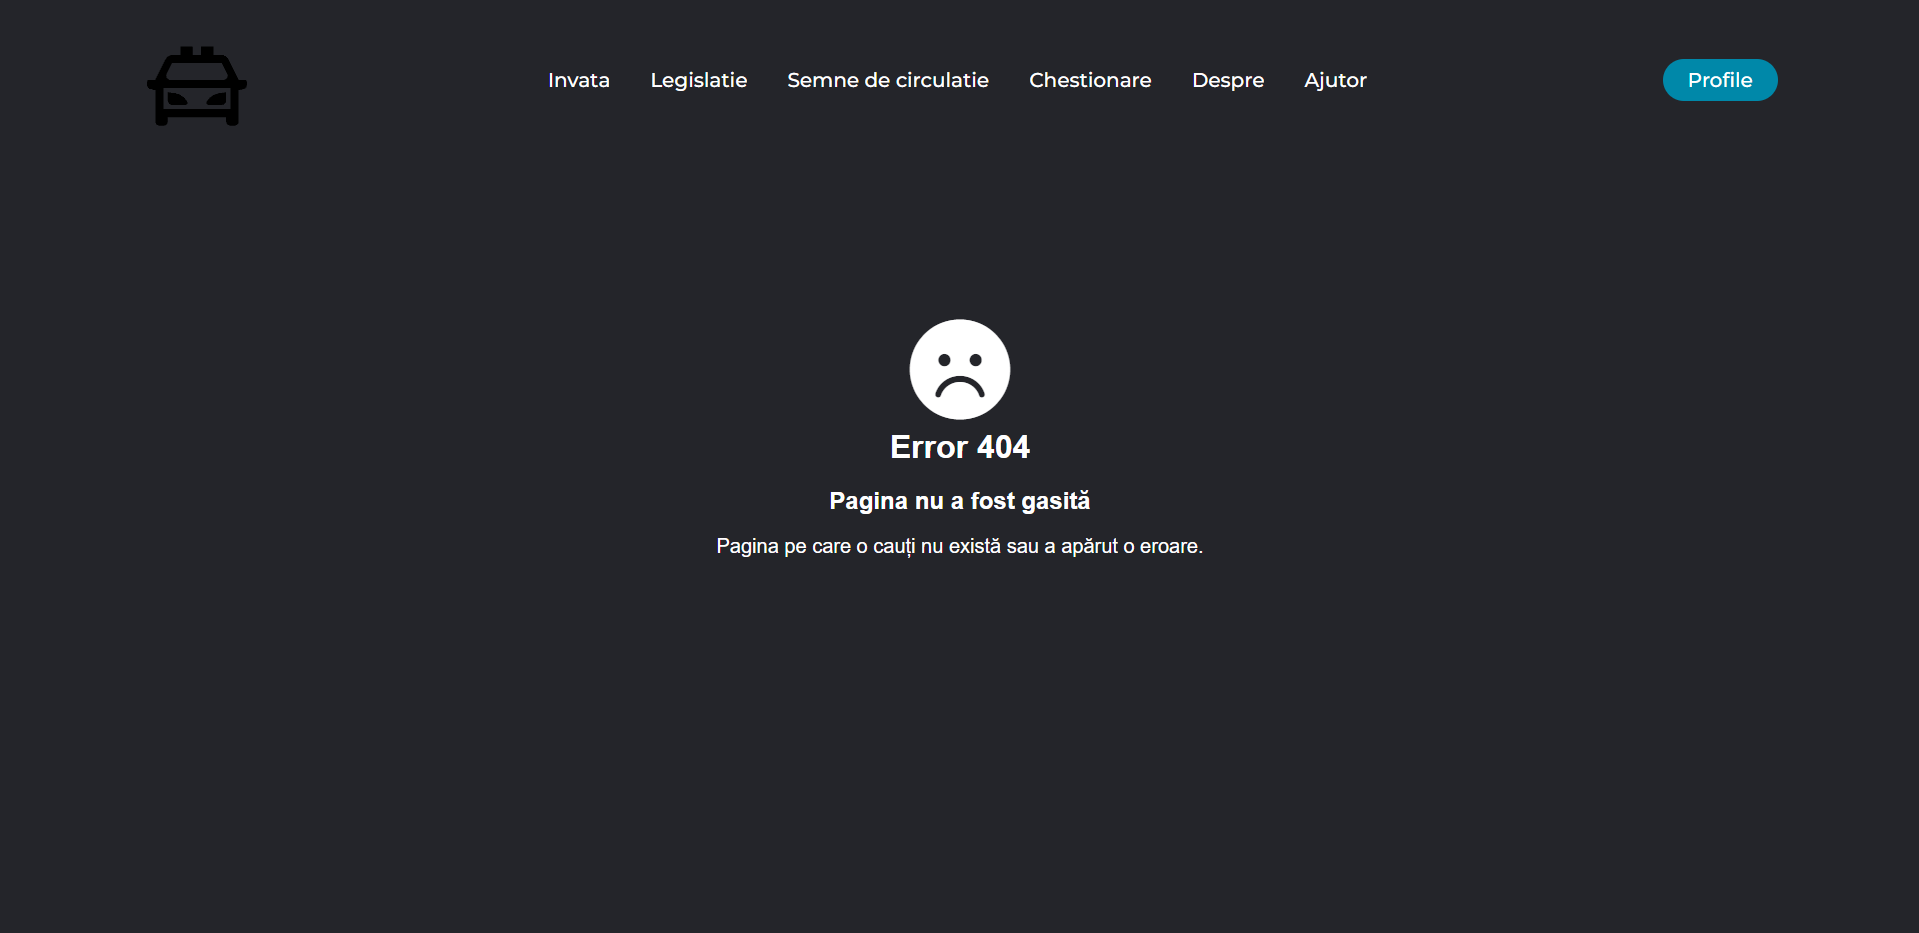 Invata Legislatie Semne de circulatie Chestionare Despre Ajutor Profile
Error 404
Pagina nu a fost gasită
Pagina pe care o cauți nu există sau a apărut o eroare.